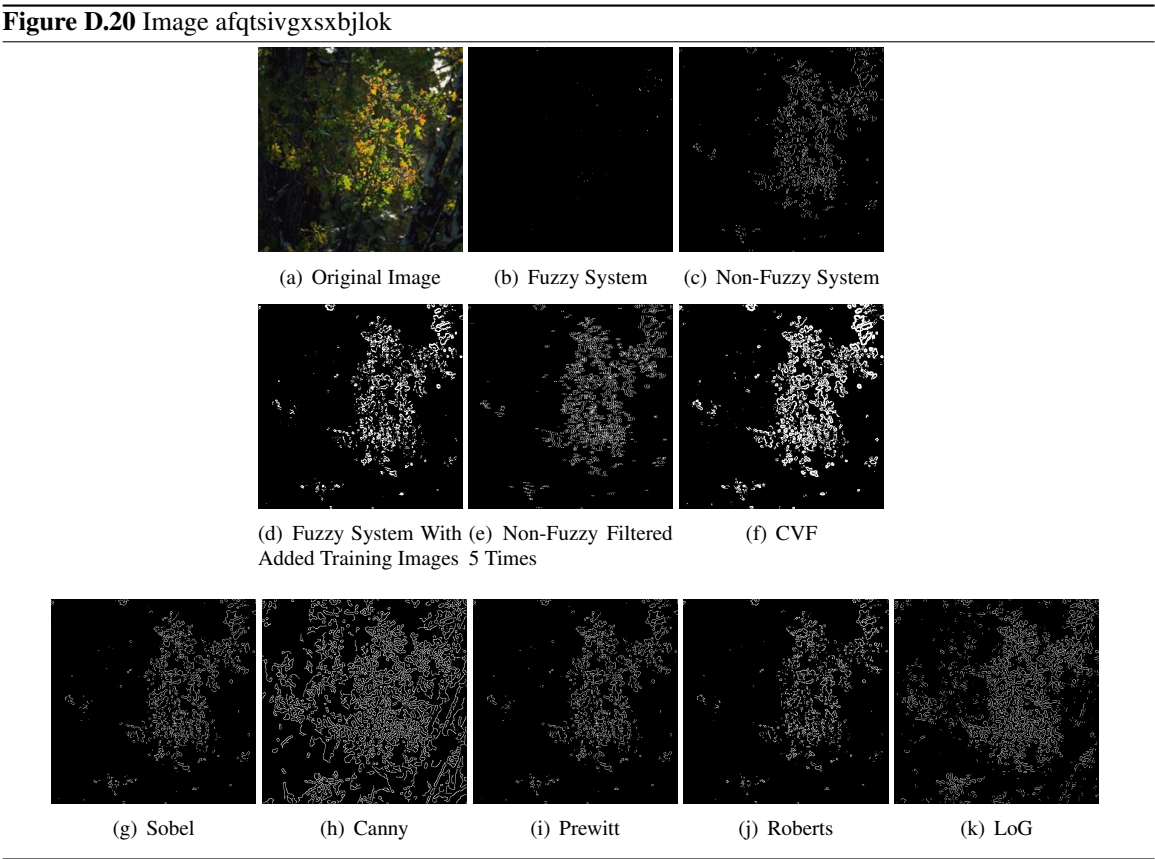 Figure D.20 Image afqtsivgxsxbjlok
(a) Original Image
(b) Fuzzy System
(c) Non-Fuzzy System
(d) Fuzzy System With
Added Training Images
(e) Non-Fuzzy Filtered
5 Times
(f) CVF
(g) Sobel
(h) Canny
(i) Prewitt
(j) Roberts
(k) LoG